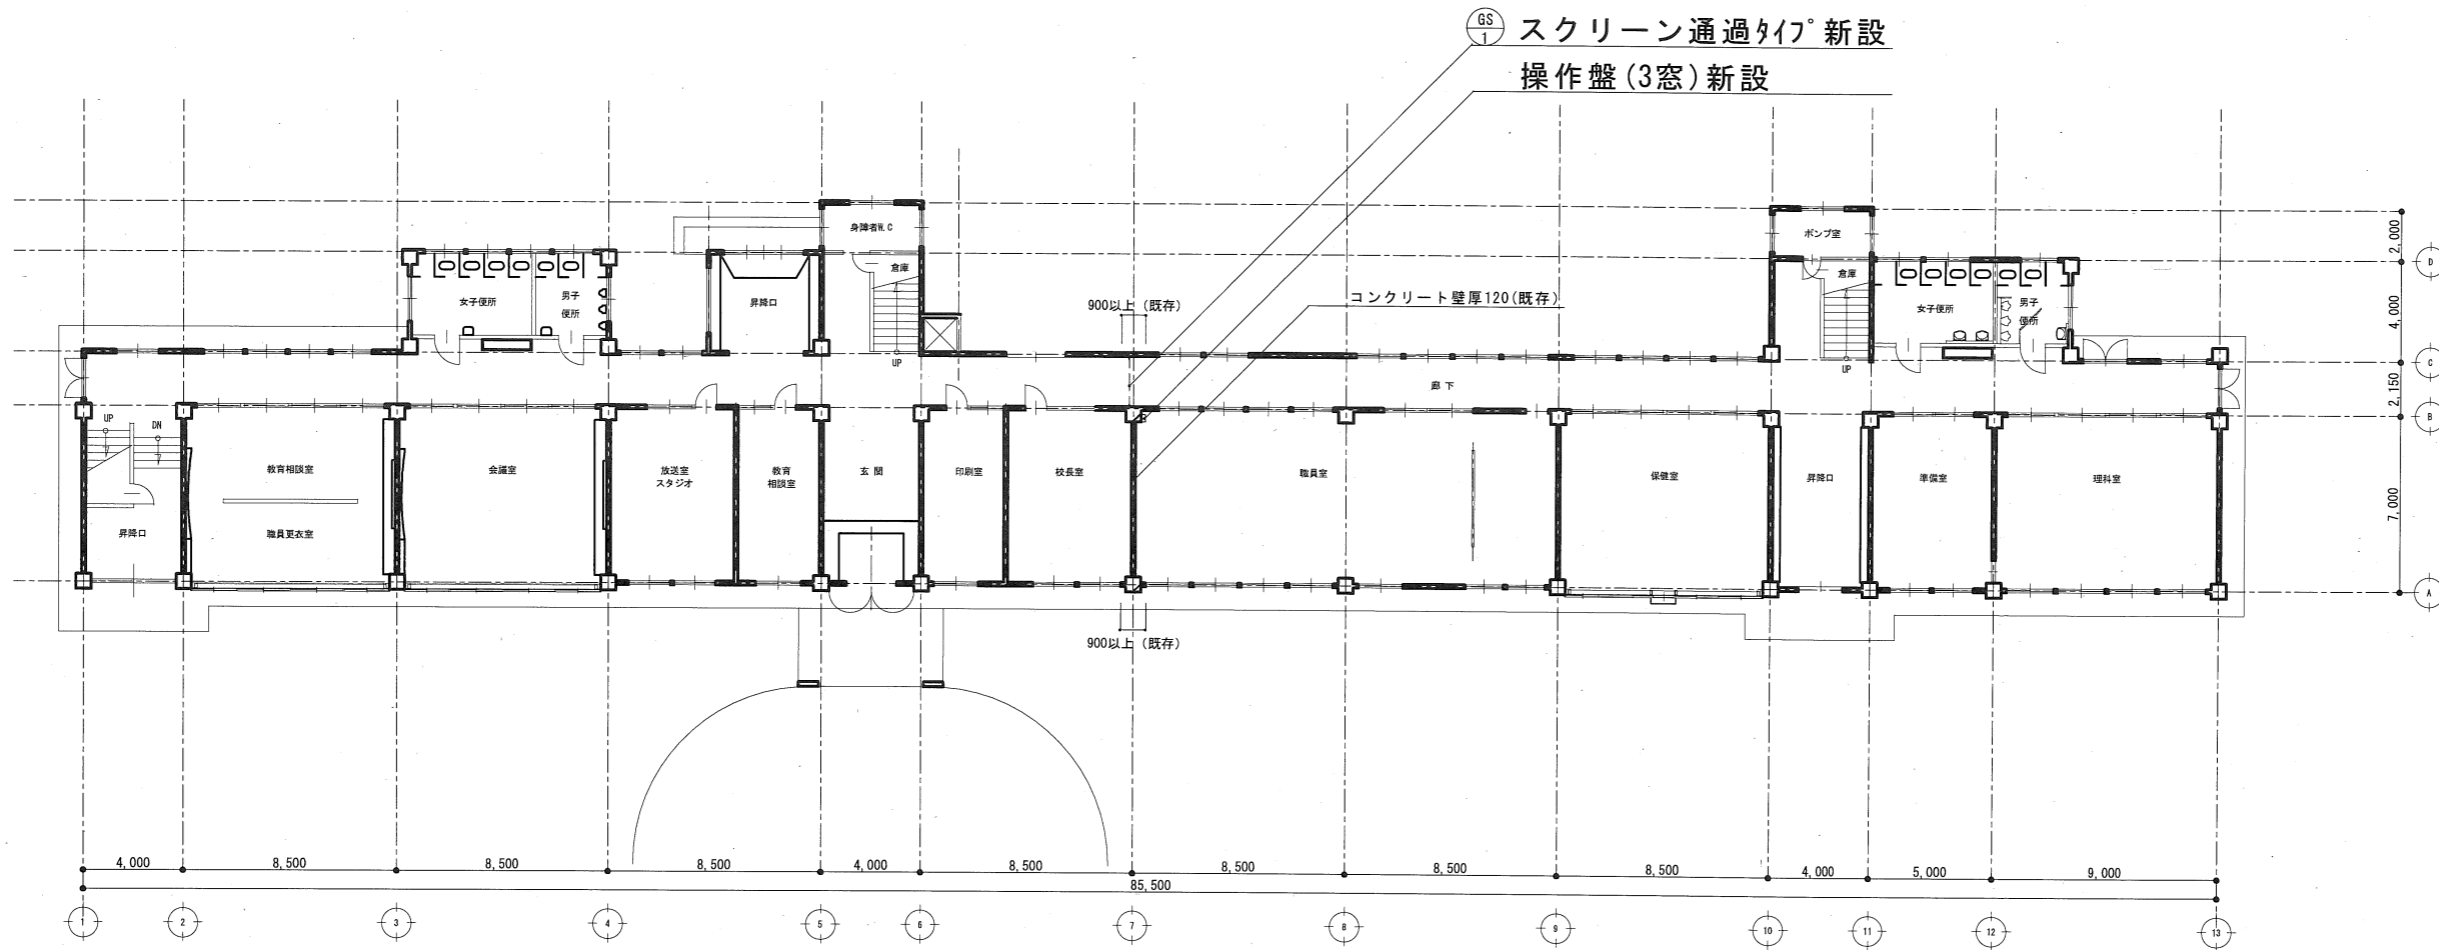 GS
1
スクリーン通過ﾀｲﾌﾟ新設
操作盤(3窓)新設
身障者W.C
倉庫
UP
昇降口
女子便所
男子
便所
900以上 (既存)
コンクリート壁厚120(既存)
ポンプ室
倉庫
UP
女子便所
男子
便所
2,000
4,000
2,150
7,000
D
C
B
A
廊下
UP
DN
昇降口
教育相談室
職員更衣室
会議室
放送室
スタジオ
教育
相談室
玄関
印刷室
校長室
職員室
保健室
昇降口
準備室
理科室
900以上 (既存)
4,000
8,500
8,500
8,500
4,000
8,500
8,500
8,500
8,500
4,000
5,000
9,000
85,500
1
2
3
4
5
6
7
8
9
10
11
12
13